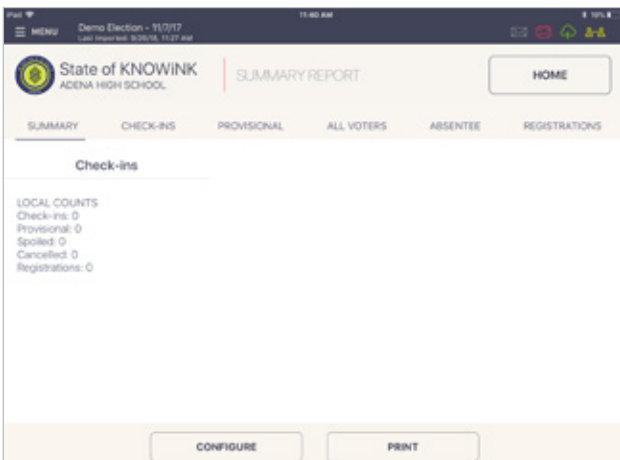 iPad
11:40 AM
MENU
Demo Election - 11/7/17
Last Imported: 9/26/16, 11:27 AM
State of KNOWiNK
ADENA HIGH SCHOOL
SUMMARY REPORT
HOME
SUMMARY CHECK-INS PROVISIONAL ALL VOTERS ABSENTEE REGISTRATIONS
Check-ins
LOCAL COUNTS
Check-ins: 0
Provisional: 0
Spoiled: 0
Cancelled: 0
Registrations: 0
CONFIGURE PRINT